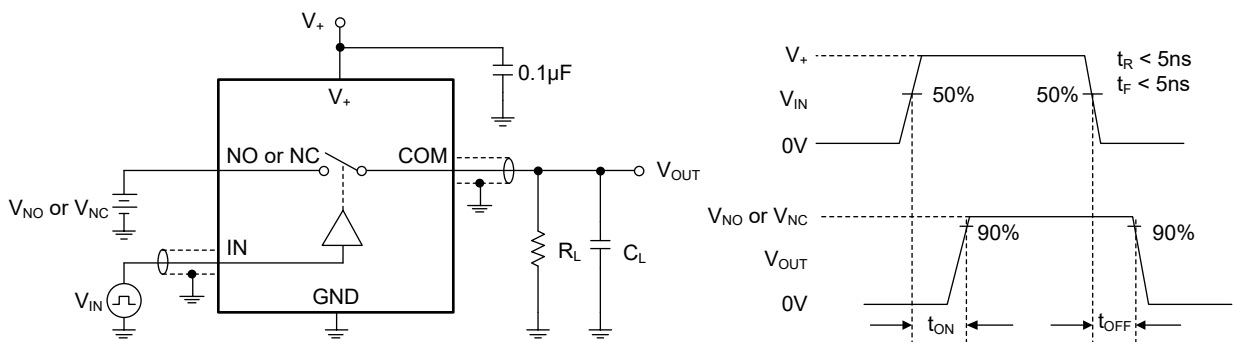 V+
0.1µF
V+
NO or NC
COM
VOUT
VNO or VNC
IN
RL
CL
VIN
GND
V+
tR < 5ns
tF < 5ns
VIN
50%
50%
0V
VNO or VNC
90%
90%
VOUT
0V
tON
tOFF